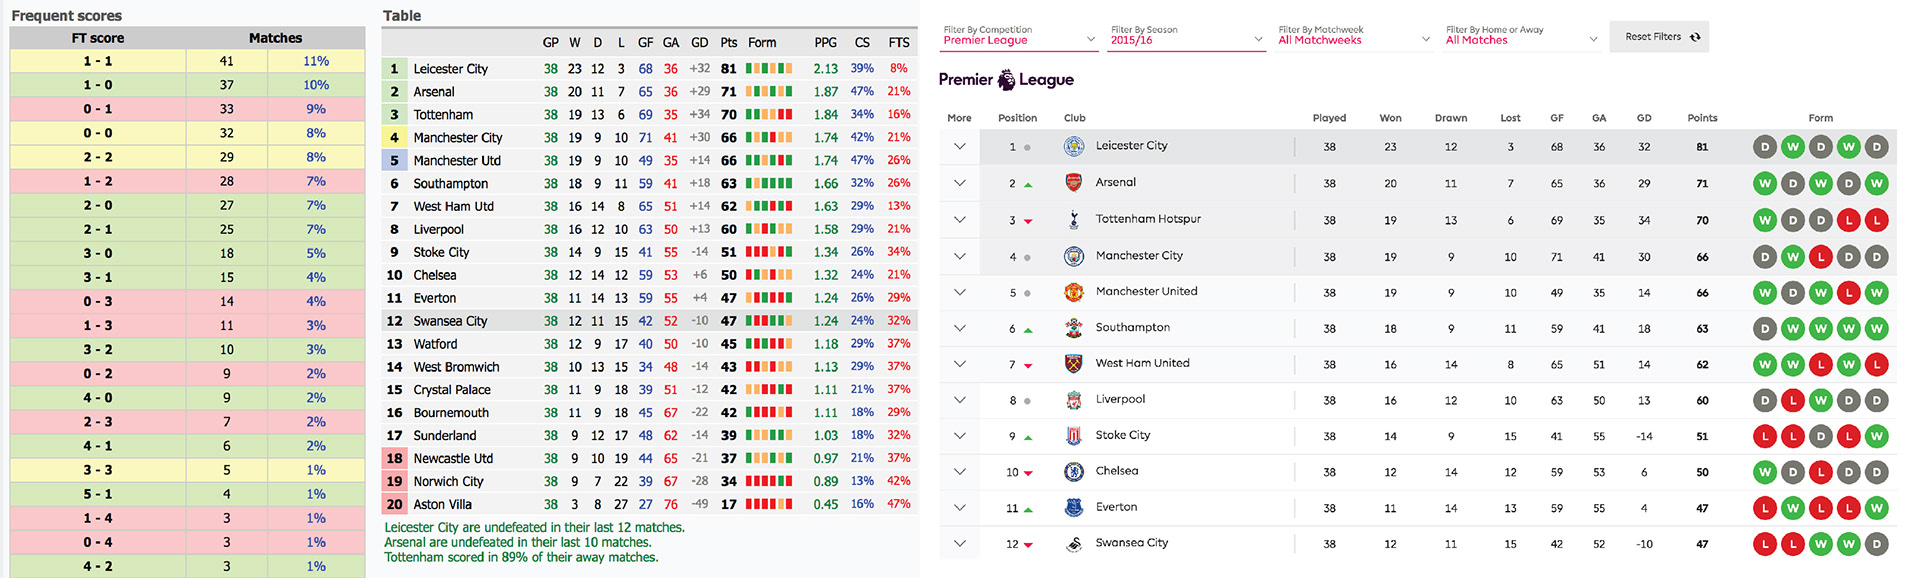 Frequent scores
FT score Matches
1 - 1 41 11%
1 - 0 37 10%
0 - 1 33 9%
0 - 0 32 8%
2 - 2 29 8%
1 - 2 28 7%
2 - 0 27 7%
2 - 1 25 7%
3 - 0 18 5%
3 - 1 15 4%
0 - 3 14 4%
1 - 3 11 3%
3 - 2 10 3%
0 - 2 9 2%
4 - 0 9 2%
2 - 3 7 2%
4 - 1 6 2%
3 - 3 5 1%
5 - 1 4 1%
1 - 4 3 1%
0 - 4 3 1%
4 - 2 3 1%
Table
GP W D L GF GA GD Pts Form PPG CS FTS
1 Leicester City 38 23 12 3 68 36 +32 81 2.13 39% 8%
2 Arsenal 38 20 11 7 65 36 +29 71 1.87 47% 21%
3 Tottenham 38 19 13 6 69 35 +34 70 1.84 34% 16%
4 Manchester City 38 19 9 10 71 41 +30 66 1.74 42% 21%
5 Manchester Utd 38 19 9 10 49 35 +14 66 1.74 47% 26%
6 Southampton 38 18 9 11 59 41 +18 63 1.66 32% 26%
7 West Ham Utd 38 16 14 8 65 51 +14 62 1.63 29% 13%
8 Liverpool 38 16 12 10 63 50 +13 60 1.58 29% 21%
9 Stoke City 38 14 9 15 41 55 -14 51 1.34 26% 34%
10 Chelsea 38 12 14 12 59 53 +6 50 1.32 24% 21%
11 Everton 38 11 14 13 59 55 +4 47 1.24 26% 29%
12 Swansea City 38 12 11 15 42 52 -10 47 1.24 24% 32%
13 Watford 38 12 9 17 40 50 -10 45 1.18 29% 37%
14 West Bromwich 38 10 13 15 34 48 -14 43 1.13 29% 37%
15 Crystal Palace 38 11 9 18 39 51 -12 42 1.11 21% 37%
16 Bournemouth 38 11 9 18 45 67 -22 42 1.11 18% 29%
17 Sunderland 38 9 12 17 48 62 -14 39 1.03 18% 32%
18 Newcastle Utd 38 9 10 19 44 65 -21 37 0.97 21% 37%
19 Norwich City 38 9 7 22 39 67 -28 34 0.89 13% 42%
20 Aston Villa 38 3 8 27 27 76 -49 17 0.45 16% 47%
Leicester City are undefeated in their last 12 matches.
Arsenal are undefeated in their last 10 matches.
Tottenham scored in 89% of their away matches.
Filter By Competition Filter By Season Filter By Matchweek Filter By Home or Away
Premier League 2015/16 All Matchweeks All Matches Reset Filters
Premier League
More Position Club Played Won Drawn Lost GF GA GD Points Form
1 Leicester City 38 23 12 3 68 36 32 81 D W D W D
2 Arsenal 38 20 11 7 65 36 29 71 W D W D W
3 Tottenham Hotspur 38 19 13 6 69 35 34 70 W D D L L
4 Manchester City 38 19 9 10 71 41 30 66 D W L D D
5 Manchester United 38 19 9 10 49 35 14 66 W D W L W
6 Southampton 38 18 9 11 59 41 18 63 D W W W W
7 West Ham United 38 16 14 8 65 51 14 62 W W L W L
8 Liverpool 38 16 12 10 63 50 13 60 D L W D D
9 Stoke City 38 14 9 15 41 55 -14 51 L L D L W
10 Chelsea 38 12 14 12 59 53 6 50 W D L D D
11 Everton 38 11 14 13 59 55 4 47 L W L L W
12 Swansea City 38 12 11 15 42 52 -10 47 L L W W D